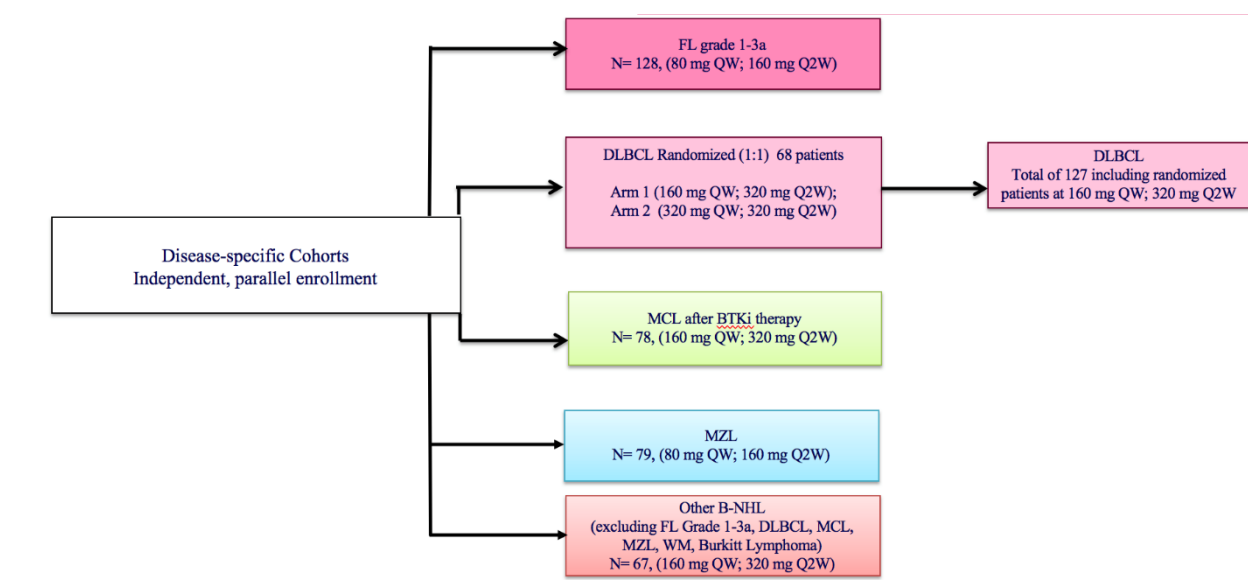 FL grade 1-3a
N= 128, (80 mg QW; 160 mg Q2W)
DLBCL Randomized (1:1) 68 patients
Arm 1 (160 mg QW; 320 mg Q2W);
Arm 2 (320 mg QW; 320 mg Q2W)
DLBCL
Total of 127 including randomized
patients at 160 mg QW; 320 mg Q2W
Disease-specific Cohorts
Independent, parallel enrollment
MCL after BTKi therapy
N= 78, (160 mg QW; 320 mg Q2W)
MZL
N= 79, (80 mg QW; 160 mg Q2W)
Other B-NHL
(excluding FL Grade 1-3a, DLBCL, MCL,
MZL, WM, Burkitt Lymphoma)
N= 67, (160 mg QW; 320 mg Q2W)